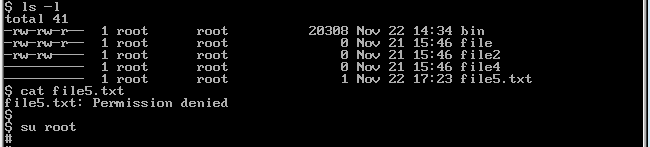 $ ls -l
total 41
-rw-rw-r-- 1 root root 20308 Nov 22 14:34 bin
-rw-rw---- 1 root root 0 Nov 21 15:46 file
-rw-rw---- 1 root root 0 Nov 21 15:46 file2
---------- 1 root root 0 Nov 21 15:46 file4
---------- 1 root root 1 Nov 22 17:23 file5.txt
$ cat file5.txt
file5.txt: Permission denied
$
$ su root
#
#